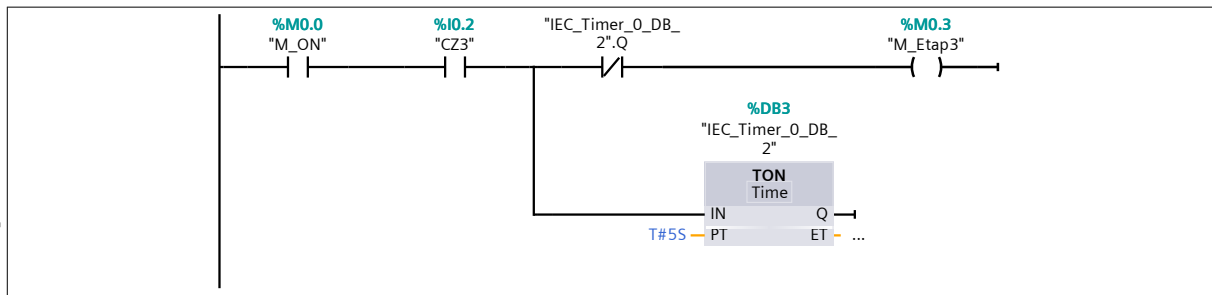 %M0.0
"M_ON"
%I0.2
"CZ3"
"IEC_Timer_0_DB_
2".Q
%M0.3
"M_Etap3"
%DB3
"IEC_Timer_0_DB_
2"
TON
Time
IN Q
T#5S PT ET ...